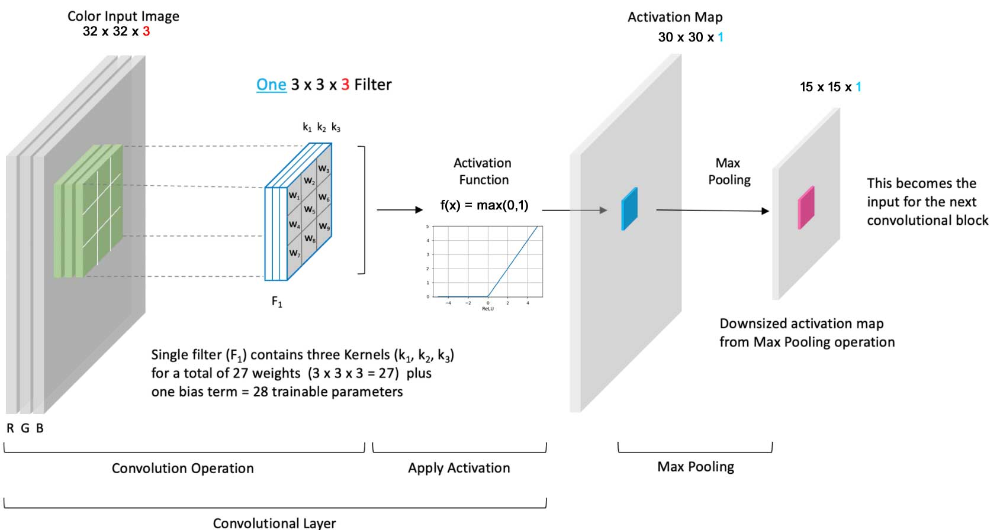 Color Input Image
32 x 32 x 3
Activation Map
30 x 30 x 1
One 3 x 3 x 3 Filter
15 x 15 x 1
k₁ k₂ k₃
W₁ W₂ W₃
W₄ W₅ W₆
W₇ W₈ W₉
F₁
Activation
Function
f(x) = max(0,1)
5
4
3
2
1
0
−4 −2 0 2 4
ReLU
Max
Pooling
This becomes the
input for the next
convolutional block
Downsized activation map
from Max Pooling operation
Single filter (F₁) contains three Kernels (k₁, k₂, k₃)
for a total of 27 weights (3 x 3 x 3 = 27) plus
one bias term = 28 trainable parameters
R G B
Convolution Operation
Apply Activation
Max Pooling
Convolutional Layer